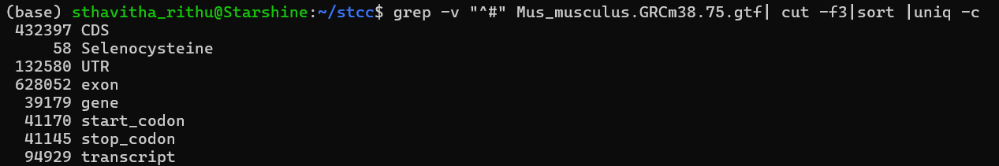 (base) sthavitha_rithu@Starshine:~/stcc$ grep -v "^#" Mus_musculus.GRCm38.75.gtf| cut -f3|sort |uniq -c
432397 CDS
58 Selenocysteine
132580 UTR
628052 exon
39179 gene
41170 start_codon
41145 stop_codon
94929 transcript